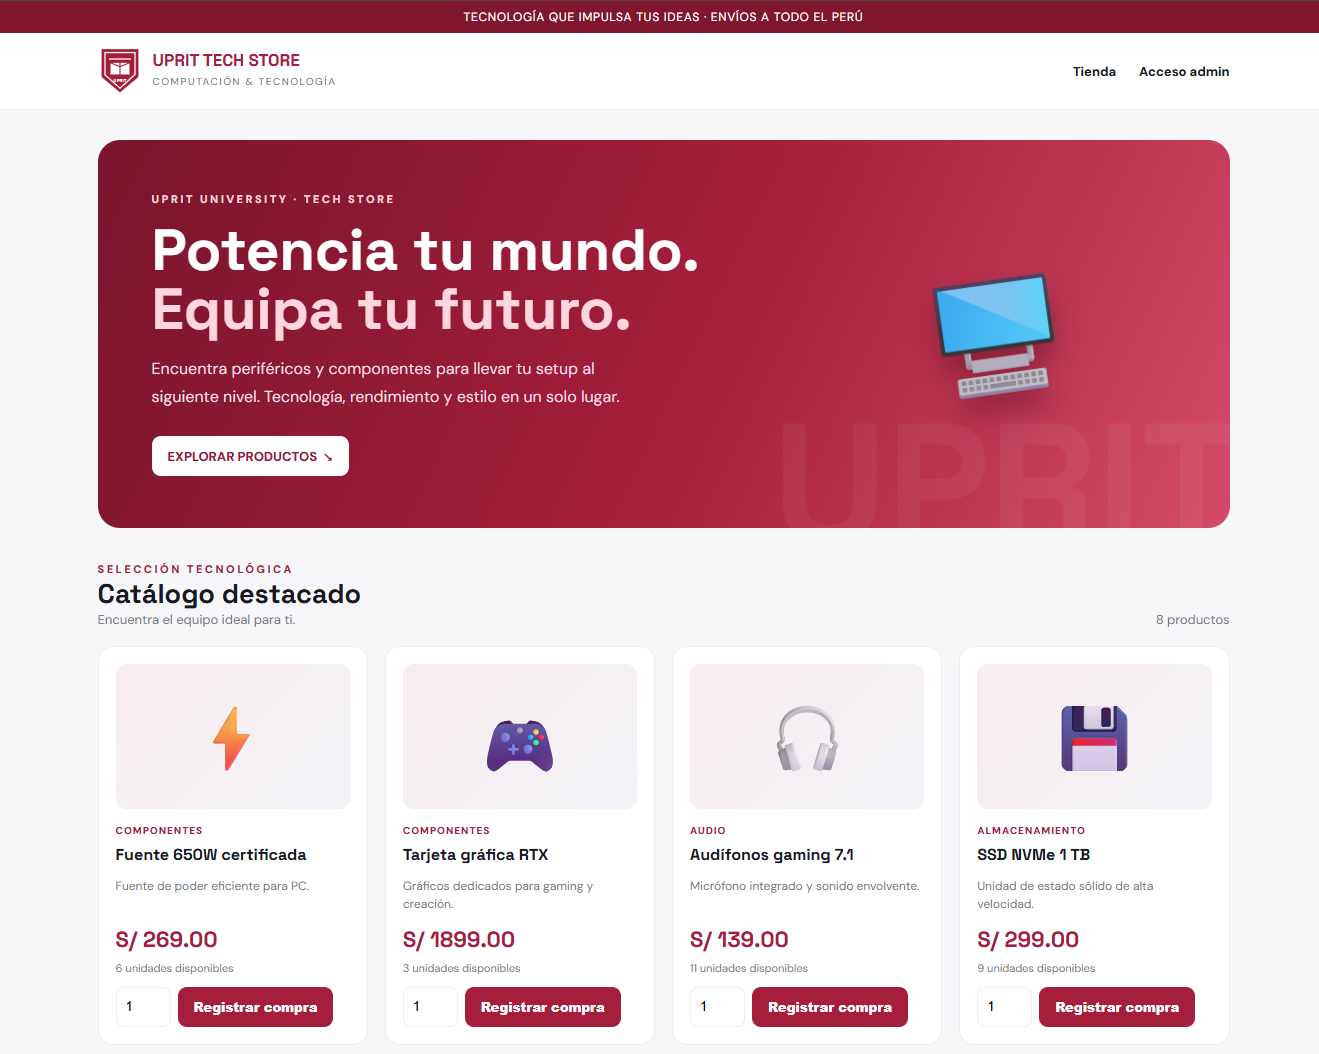 TECNOLOGÍA QUE IMPULSA TUS IDEAS · ENVÍOS A TODO EL PERÚ
UPRIT
UPRIT TECH STORE
COMPUTACIÓN & TECNOLOGÍA
Tienda
Acceso admin
UPRIT UNIVERSITY · TECH STORE
Potencia tu mundo.
Equipa tu futuro.
Encuentra periféricos y componentes para llevar tu setup al
siguiente nivel. Tecnología, rendimiento y estilo en un solo lugar.
EXPLORAR PRODUCTOS ↘
UPRIT
SELECCIÓN TECNOLÓGICA
Catálogo destacado
Encuentra el equipo ideal para ti.
8 productos
COMPONENTES
Fuente 650W certificada
Fuente de poder eficiente para PC.
S/ 269.00
6 unidades disponibles
1
Registrar compra
COMPONENTES
Tarjeta gráfica RTX
Gráficos dedicados para gaming y
creación.
S/ 1899.00
3 unidades disponibles
1
Registrar compra
AUDIO
Audífonos gaming 7.1
Micrófono integrado y sonido envolvente.
S/ 139.00
11 unidades disponibles
1
Registrar compra
ALMACENAMIENTO
SSD NVMe 1 TB
Unidad de estado sólido de alta
velocidad.
S/ 299.00
9 unidades disponibles
1
Registrar compra